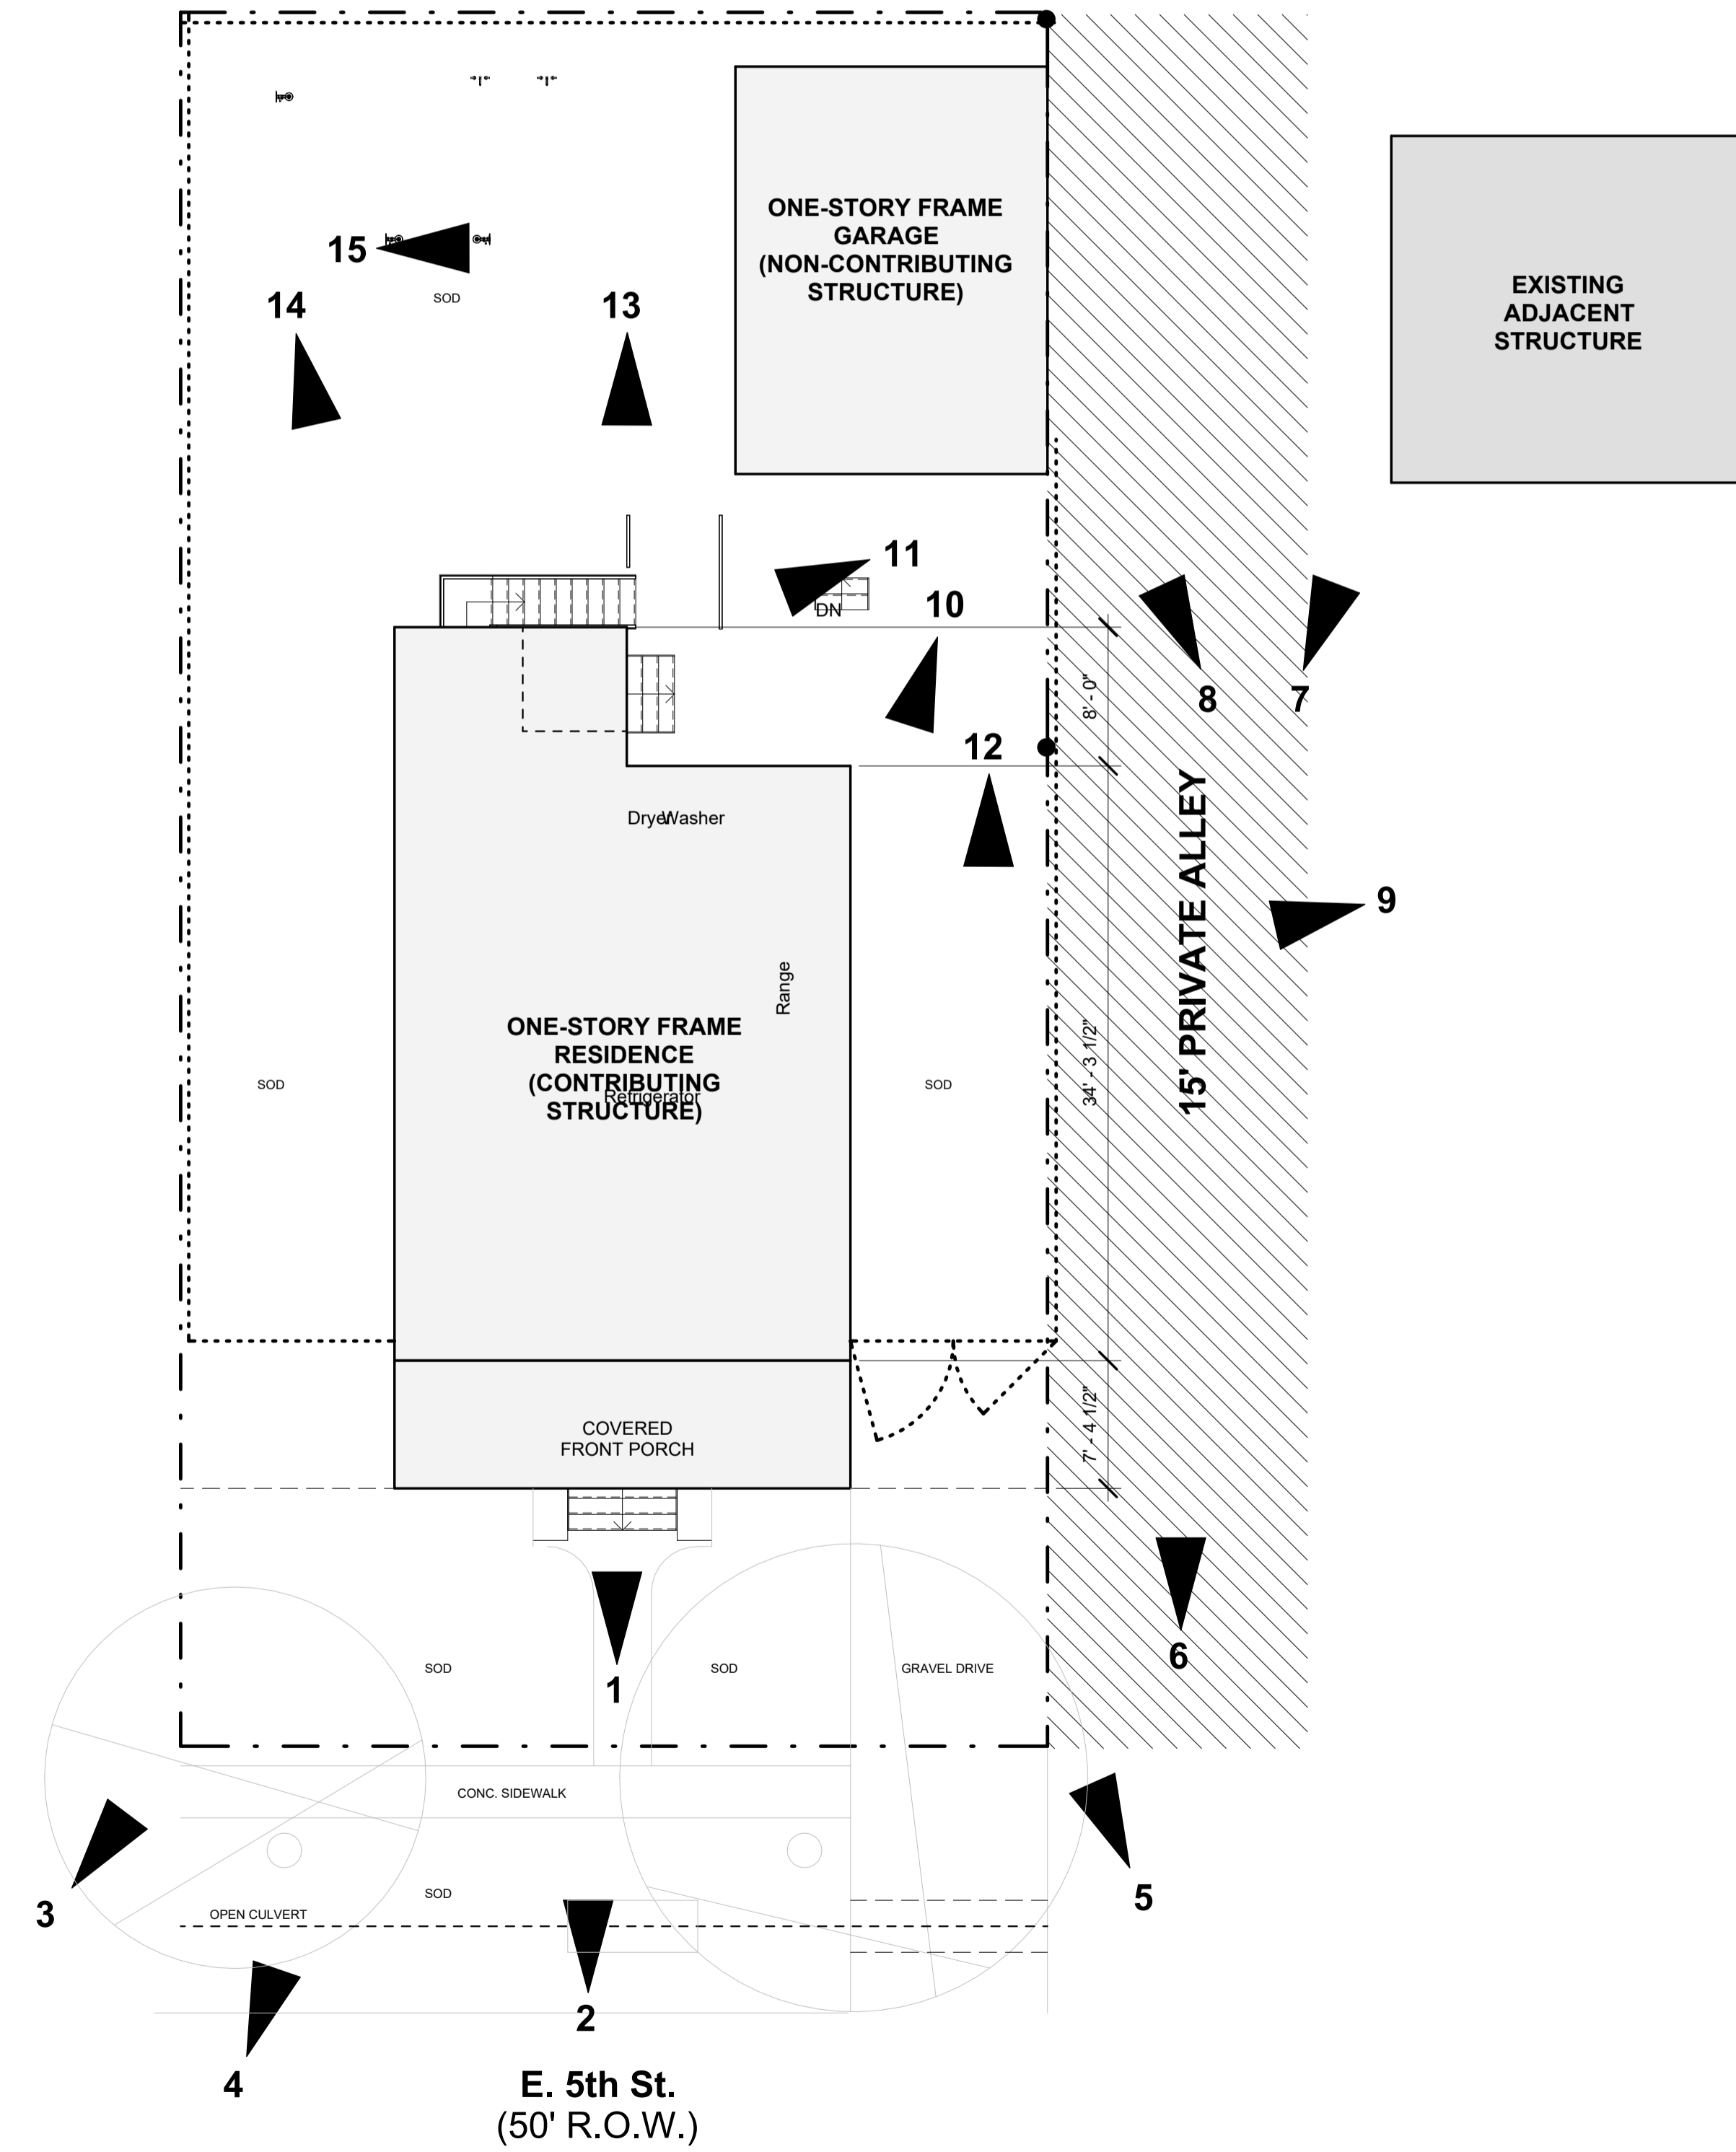 ONE-STORY FRAME
GARAGE
(NON-CONTRIBUTING
STRUCTURE)
EXISTING
ADJACENT
STRUCTURE
15
SOD
14
13
11
10
DN
8' - 0"
8
7
12
Dryer
Washer
15' PRIVATE ALLEY
9
Range
34' - 3 1/2"
ONE-STORY FRAME
RESIDENCE
(CONTRIBUTING
Refrigerator
STRUCTURE)
SOD
SOD
COVERED
FRONT PORCH
7' - 4 1/2"
6
SOD
1
SOD
GRAVEL DRIVE
CONC. SIDEWALK
3
SOD
OPEN CULVERT
5
2
4
E. 5th St.
(50' R.O.W.)